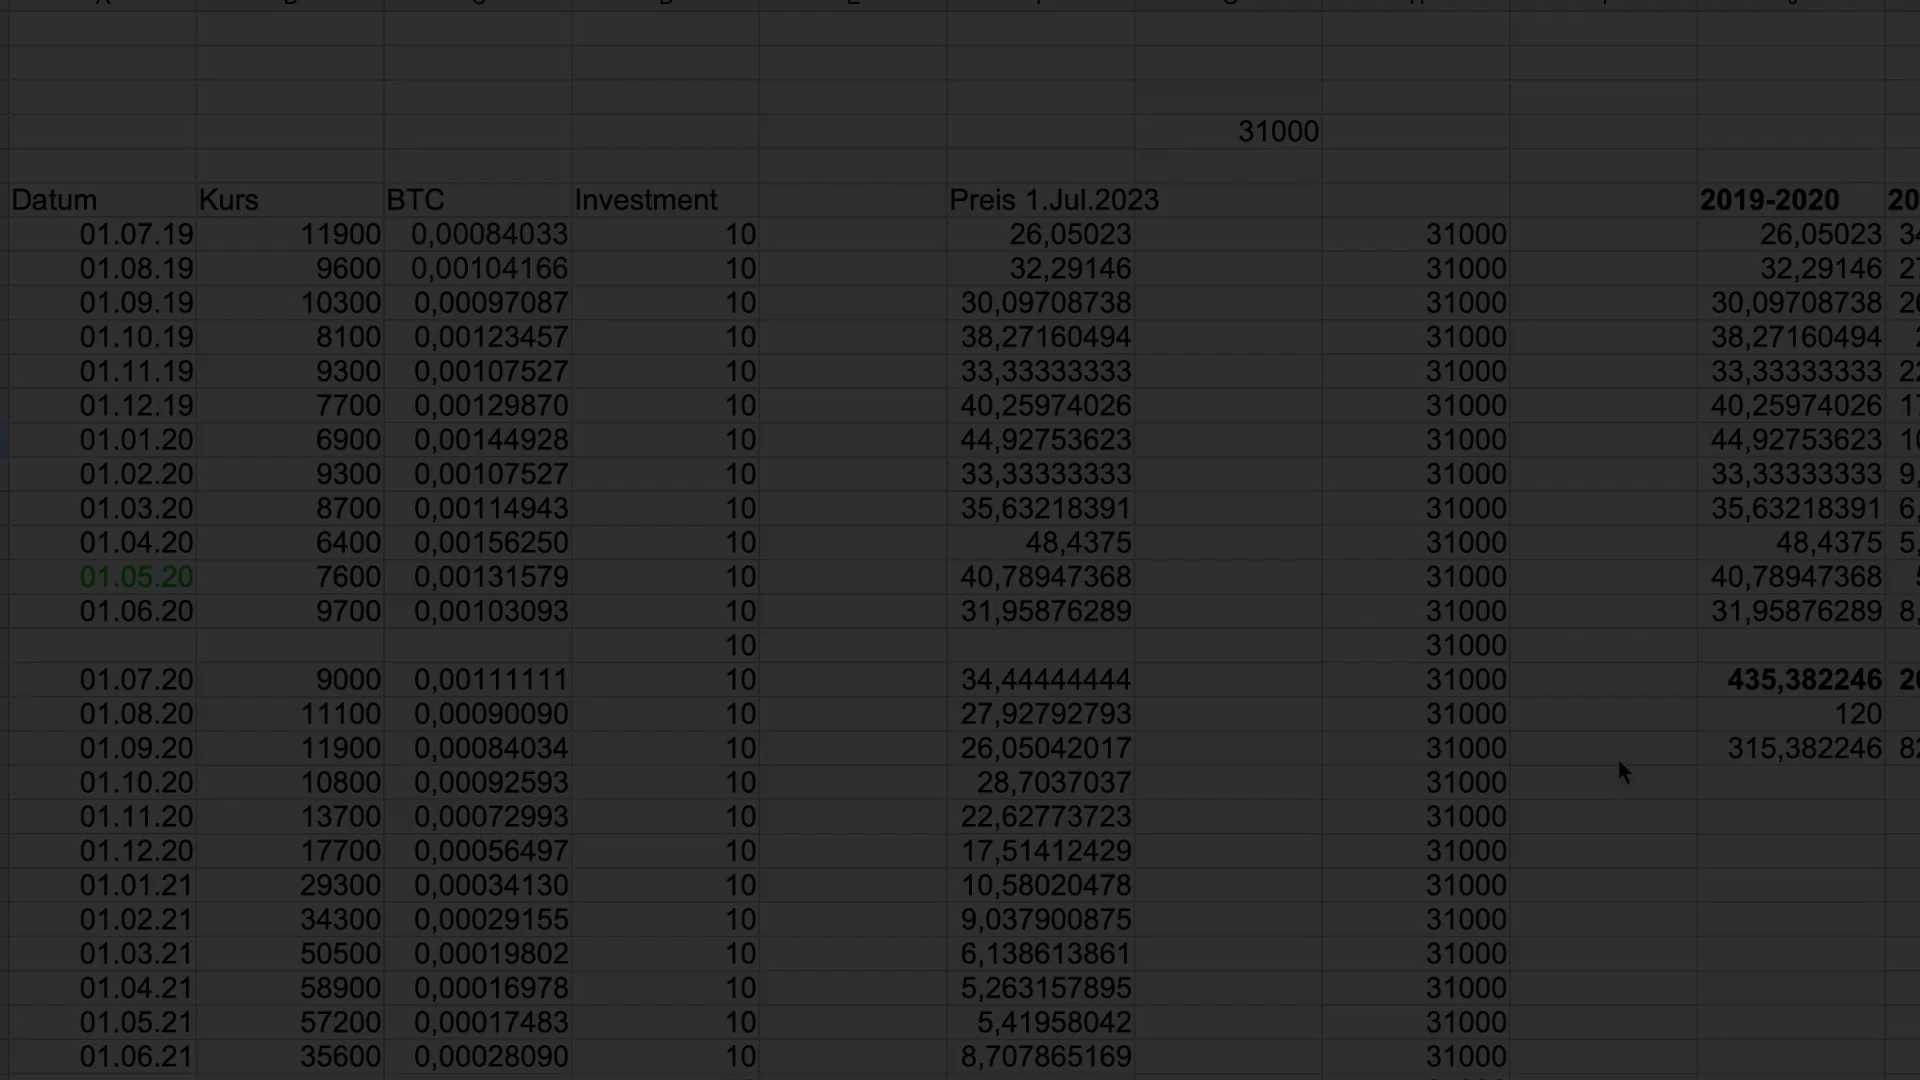 31000
Datum Kurs BTC Investment Preis 1.Jul.2023 2019-2020 20
01.07.19 11900 0,00084033 10 26,05023 31000 26,05023 34
01.08.19 9600 0,00104166 10 32,29146 31000 32,29146 27
01.09.19 10300 0,00097087 10 30,09708738 31000 30,09708738 26
01.10.19 8100 0,00123457 10 38,27160494 31000 38,27160494
01.11.19 9300 0,00107527 10 33,33333333 31000 33,33333333 22
01.12.19 7700 0,00129870 10 40,25974026 31000 40,25974026 17
01.01.20 6900 0,00144928 10 44,92753623 31000 44,92753623 10
01.02.20 9300 0,00107527 10 33,33333333 31000 33,33333333 9,
01.03.20 8700 0,00114943 10 35,63218391 31000 35,63218391 6,
01.04.20 6400 0,00156250 10 48,4375 31000 48,4375 5,
01.05.20 7600 0,00131579 10 40,78947368 31000 40,78947368
01.06.20 9700 0,00103093 10 31,95876289 31000 31,95876289 8,
10 31000
01.07.20 9000 0,00111111 10 34,44444444 31000 435,382246 20
01.08.20 11100 0,00090090 10 27,92792793 31000 120
01.09.20 11900 0,00084034 10 26,05042017 31000 315,382246 82
01.10.20 10800 0,00092593 10 28,7037037 31000
01.11.20 13700 0,00072993 10 22,62773723 31000
01.12.20 17700 0,00056497 10 17,51412429 31000
01.01.21 29300 0,00034130 10 10,58020478 31000
01.02.21 34300 0,00029155 10 9,037900875 31000
01.03.21 50500 0,00019802 10 6,138613861 31000
01.04.21 58900 0,00016978 10 5,263157895 31000
01.05.21 57200 0,00017483 10 5,41958042 31000
01.06.21 35600 0,00028090 10 8,707865169 31000